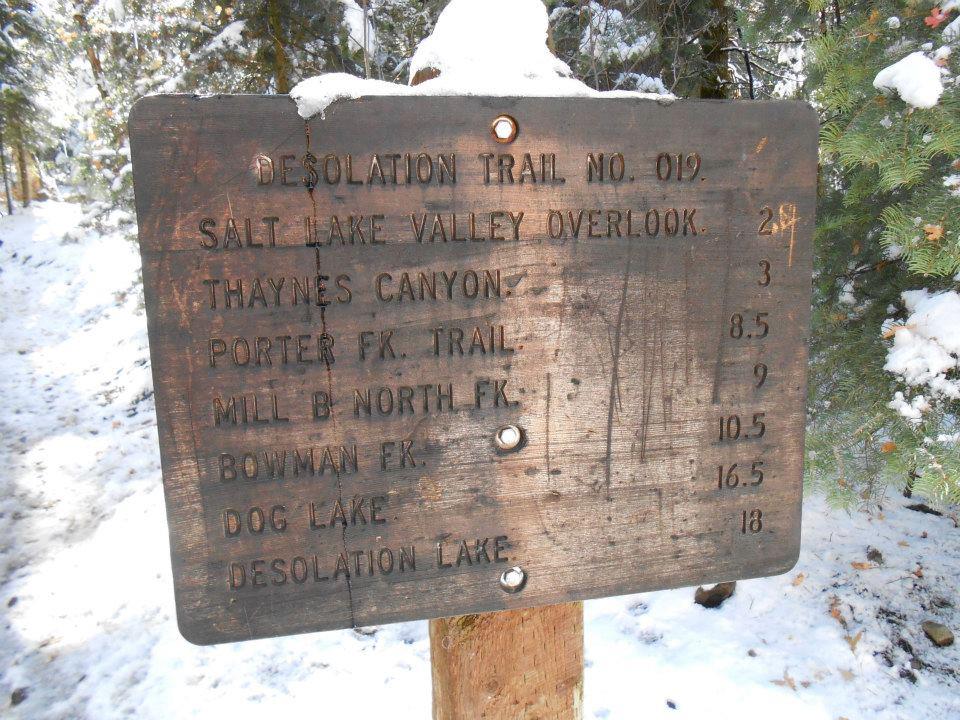 DESOLATION TRAIL NO. 019.
SALT LAKE VALLEY OVERLOOK. 2
THAYNES CANYON. 3
PORTER FK. TRAIL. 8.5
MILL B NORTH FK. 9
BOWMAN FK. 10.5
DOG LAKE 16.5
DESOLATION LAKE 18